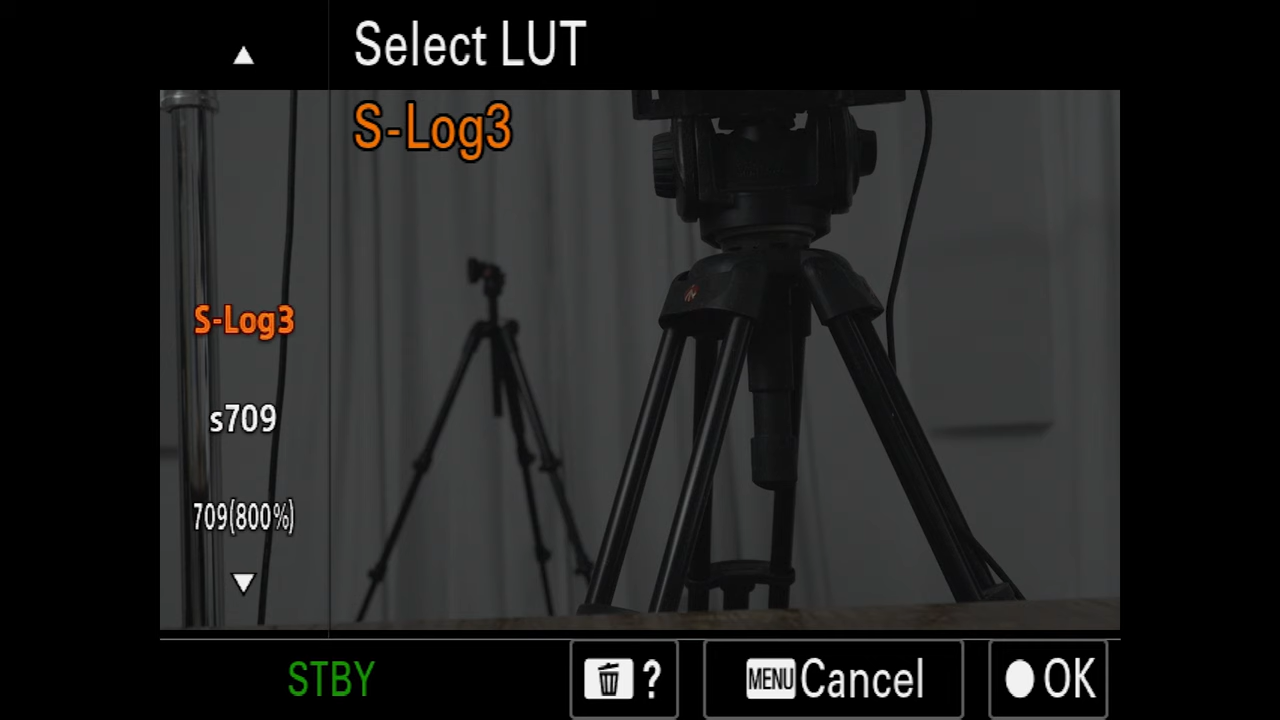 Select LUT
S-Log3
S-Log3
s709
709(800%)
STBY
?
MENU Cancel
OK